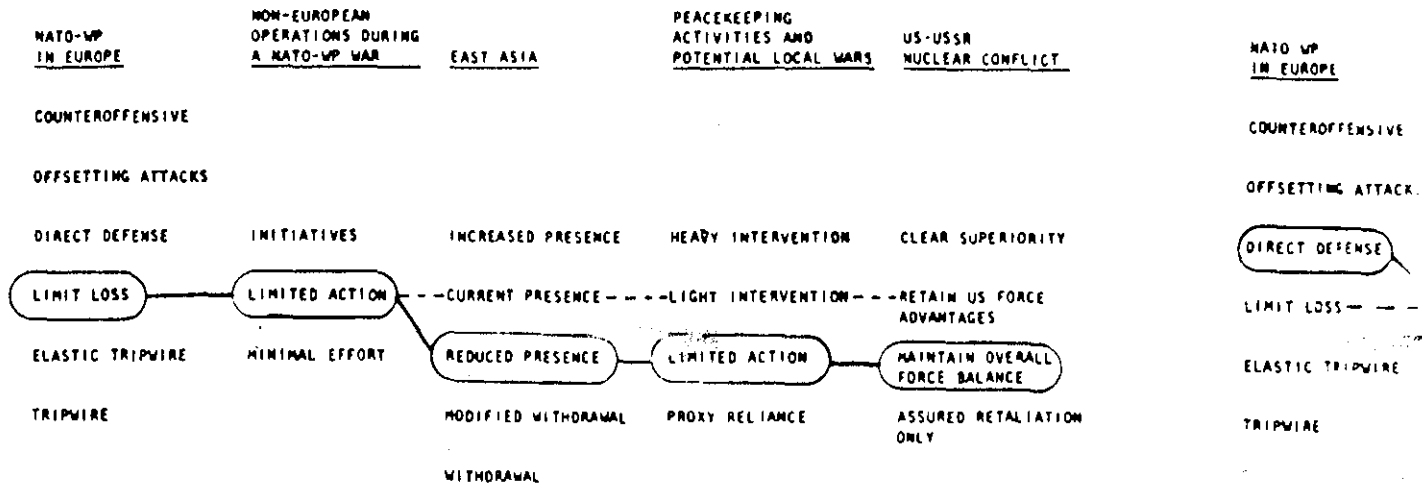 NATO-WP
IN EUROPE
NON-EUROPEAN
OPERATIONS DURING
A NATO-WP WAR
EAST ASIA
PEACEKEEPING
ACTIVITIES AND
POTENTIAL LOCAL WARS
US-USSR
NUCLEAR CONFLICT
NATO WP
IN EUROPE
COUNTEROFFENSIVE
COUNTEROFFENSIVE
OFFSETTING ATTACKS
OFFSETTING ATTACK
DIRECT DEFENSE
INITIATIVES
INCREASED PRESENCE
HEAVY INTERVENTION
CLEAR SUPERIORITY
DIRECT DEFENSE
LIMIT LOSS
LIMITED ACTION
CURRENT PRESENCE
LIGHT INTERVENTION
RETAIN US FORCE
ADVANTAGES
LIMIT LOSS
ELASTIC TRIPWIRE
MINIMAL EFFORT
REDUCED PRESENCE
LIMITED ACTION
MAINTAIN OVERALL
FORCE BALANCE
ELASTIC TRIPWIRE
TRIPWIRE
MODIFIED WITHDRAWAL
PROXY RELIANCE
ASSURED RETALIATION
ONLY
TRIPWIRE
WITHDRAWAL